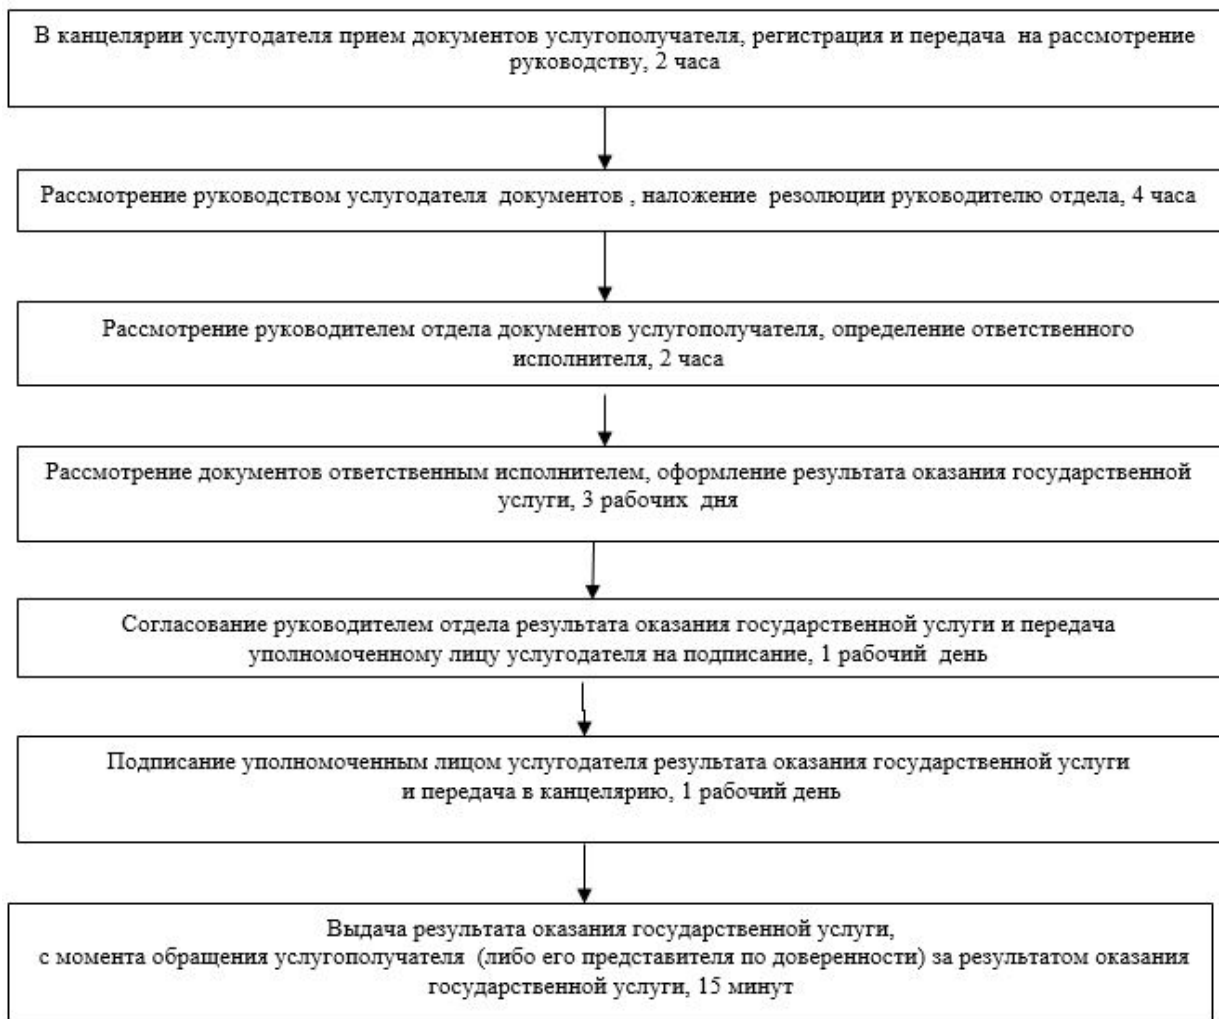 В канцелярии услугодателя прием документов услугополучателя, регистрация и передача на рассмотрение
руководству, 2 часа
Рассмотрение руководством услугодателя документов , наложение резолюции руководителю отдела, 4 часа
Рассмотрение руководителем отдела документов услугополучателя, определение ответственного
исполнителя, 2 часа
Рассмотрение документов ответственным исполнителем, оформление результата оказания государственной
услуги, 3 рабочих дня
Согласование руководителем отдела результата оказания государственной услуги и передача
уполномоченному лицу услугодателя на подписание, 1 рабочий день
Подписание уполномоченным лицом услугодателя результата оказания государственной услуги
и передача в канцелярию, 1 рабочий день
Выдача результата оказания государственной услуги,
с момента обращения услугополучателя (либо его представителя по доверенности) за результатом оказания
государственной услуги, 15 минут